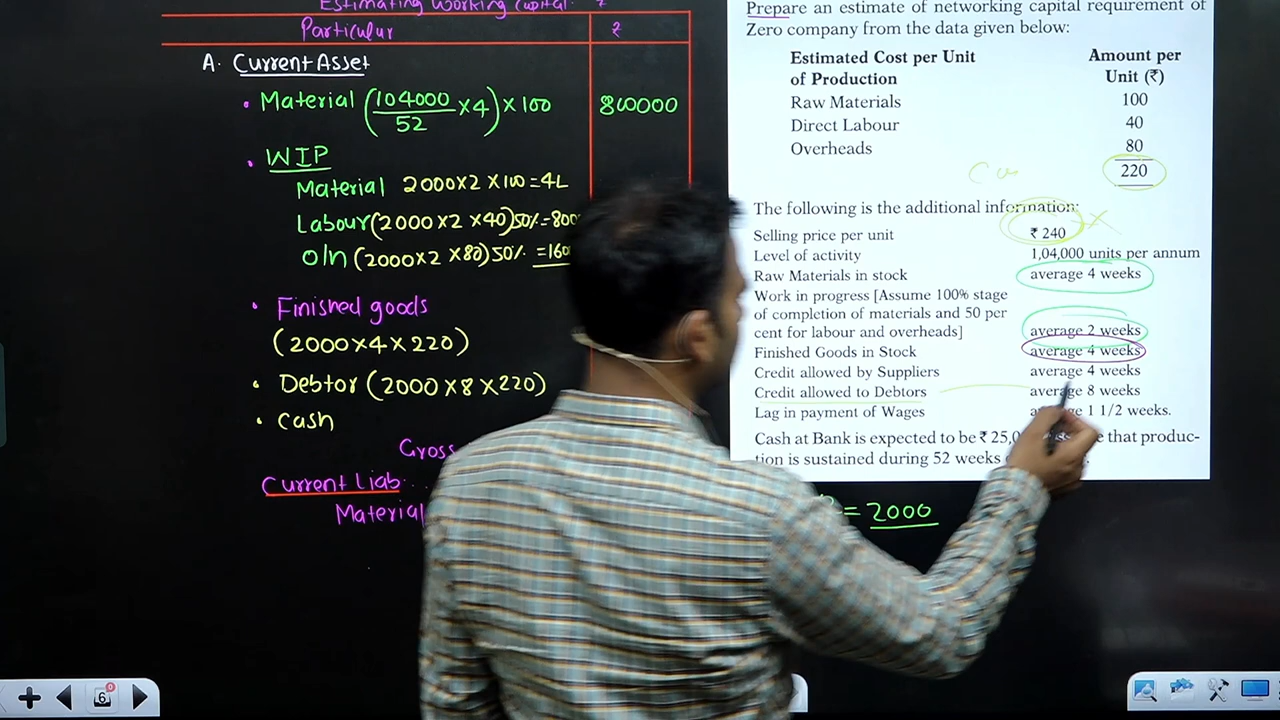 Estimating Working Capital. ₹
Particular ₹
A. Current Asset
• Material (104000/52 × 4) × 100 800000
• WIP
Material 2000×2×100=4L
Labour (2000×2×40)50%=800
O/h (2000×2×80)50% =160
• Finished goods
(2000×4×220)
• Debtor (2000×8×220)
• Cash
Gross
Current Liab..
Material
Prepare an estimate of networking capital requirement of
Zero company from the data given below:
Estimated Cost per Unit Amount per
of Production Unit (₹)
Raw Materials 100
Direct Labour 40
Overheads 80
220
The following is the additional information:
Selling price per unit ₹ 240 ×
Level of activity 1,04,000 units per annum
Raw Materials in stock average 4 weeks
Work in progress [Assume 100% stage
of completion of materials and 50 per
cent for labour and overheads] average 2 weeks
Finished Goods in Stock average 4 weeks
Credit allowed by Suppliers average 4 weeks
Credit allowed to Debtors average 8 weeks
Lag in payment of Wages 1 1/2 weeks.
Cash at Bank is expected to be ₹ 25,0 that produc-
tion is sustained during 52 weeks
= 2000
6